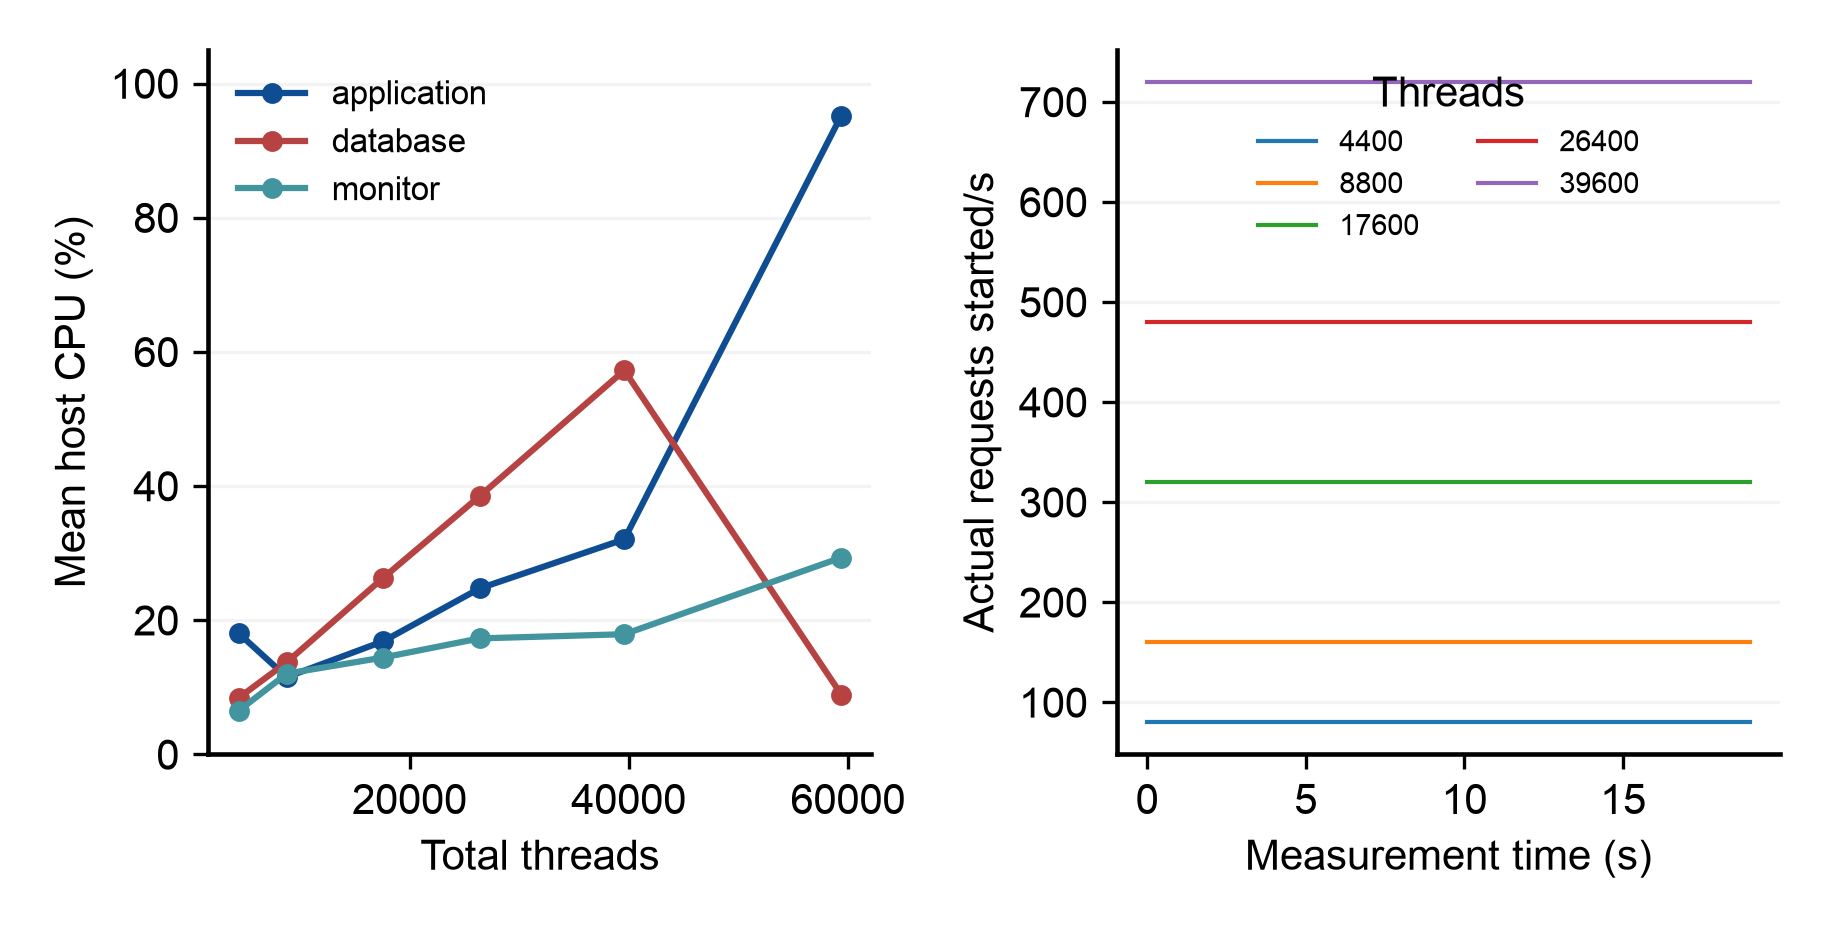 Mean host CPU (%)
100
80
60
40
20
0
application
database
monitor
20000 40000 60000
Total threads
Actual requests started/s
700
600
500
400
300
200
100
Threads
4400 26400
8800 39600
17600
0 5 10 15
Measurement time (s)